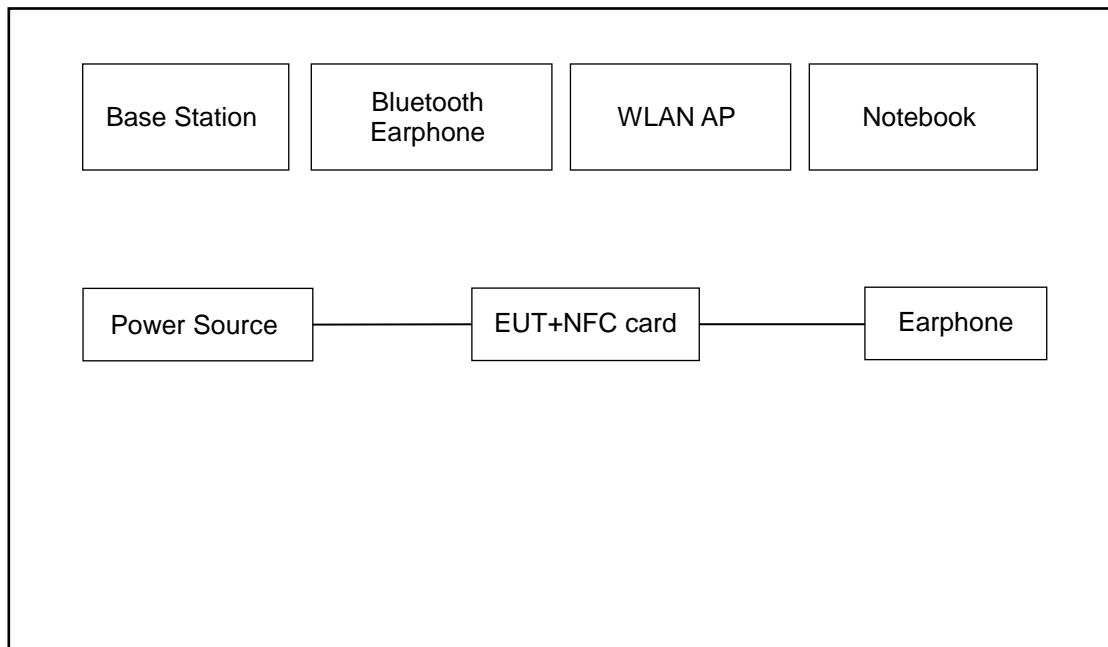 Base Station
Bluetooth
Earphone
WLAN AP
Notebook
Power Source
EUT+NFC card
Earphone